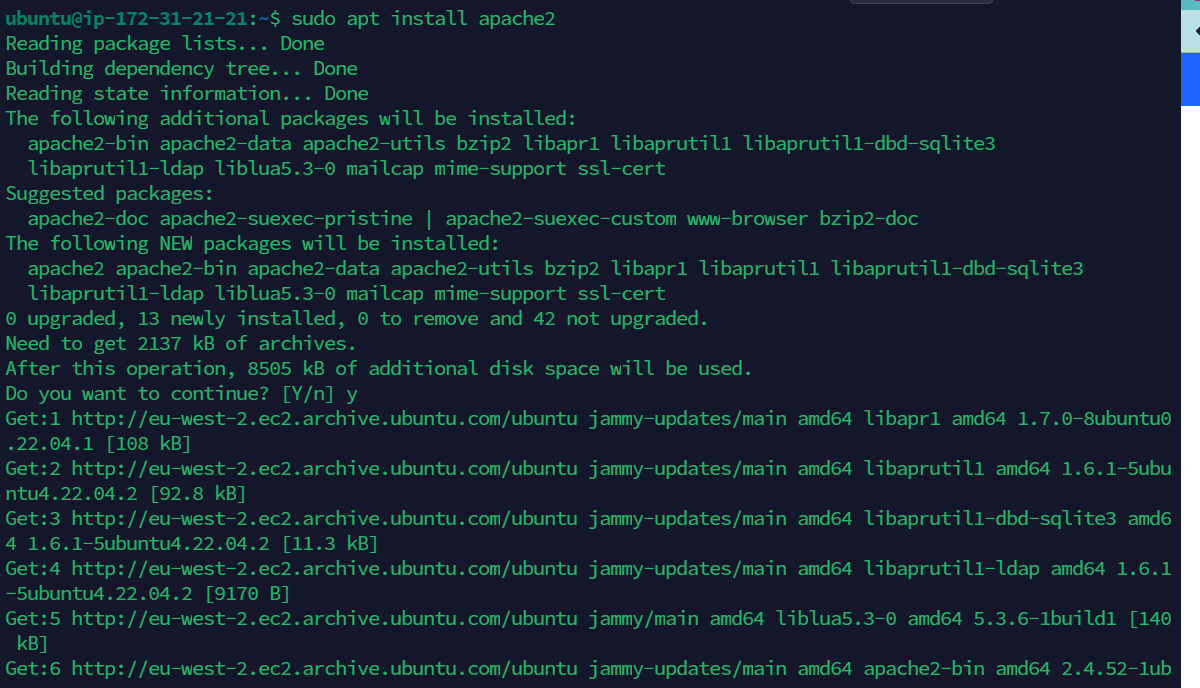 ubuntu@ip-172-31-21-21:~$ sudo apt install apache2
Reading package lists... Done
Building dependency tree... Done
Reading state information... Done
The following additional packages will be installed:
  apache2-bin apache2-data apache2-utils bzip2 libapr1 libaprutil1 libaprutil1-dbd-sqlite3
  libaprutil1-ldap liblua5.3-0 mailcap mime-support ssl-cert
Suggested packages:
  apache2-doc apache2-suexec-pristine | apache2-suexec-custom www-browser bzip2-doc
The following NEW packages will be installed:
  apache2 apache2-bin apache2-data apache2-utils bzip2 libapr1 libaprutil1 libaprutil1-dbd-sqlite3
  libaprutil1-ldap liblua5.3-0 mailcap mime-support ssl-cert
0 upgraded, 13 newly installed, 0 to remove and 42 not upgraded.
Need to get 2137 kB of archives.
After this operation, 8505 kB of additional disk space will be used.
Do you want to continue? [Y/n] y
Get:1 http://eu-west-2.ec2.archive.ubuntu.com/ubuntu jammy-updates/main amd64 libapr1 amd64 1.7.0-8ubuntu0
.22.04.1 [108 kB]
Get:2 http://eu-west-2.ec2.archive.ubuntu.com/ubuntu jammy-updates/main amd64 libaprutil1 amd64 1.6.1-5ubu
ntu4.22.04.2 [92.8 kB]
Get:3 http://eu-west-2.ec2.archive.ubuntu.com/ubuntu jammy-updates/main amd64 libaprutil1-dbd-sqlite3 amd6
4 1.6.1-5ubuntu4.22.04.2 [11.3 kB]
Get:4 http://eu-west-2.ec2.archive.ubuntu.com/ubuntu jammy-updates/main amd64 libaprutil1-ldap amd64 1.6.1
-5ubuntu4.22.04.2 [9170 B]
Get:5 http://eu-west-2.ec2.archive.ubuntu.com/ubuntu jammy/main amd64 liblua5.3-0 amd64 5.3.6-1build1 [140
 kB]
Get:6 http://eu-west-2.ec2.archive.ubuntu.com/ubuntu jammy-updates/main amd64 apache2-bin amd64 2.4.52-1ub